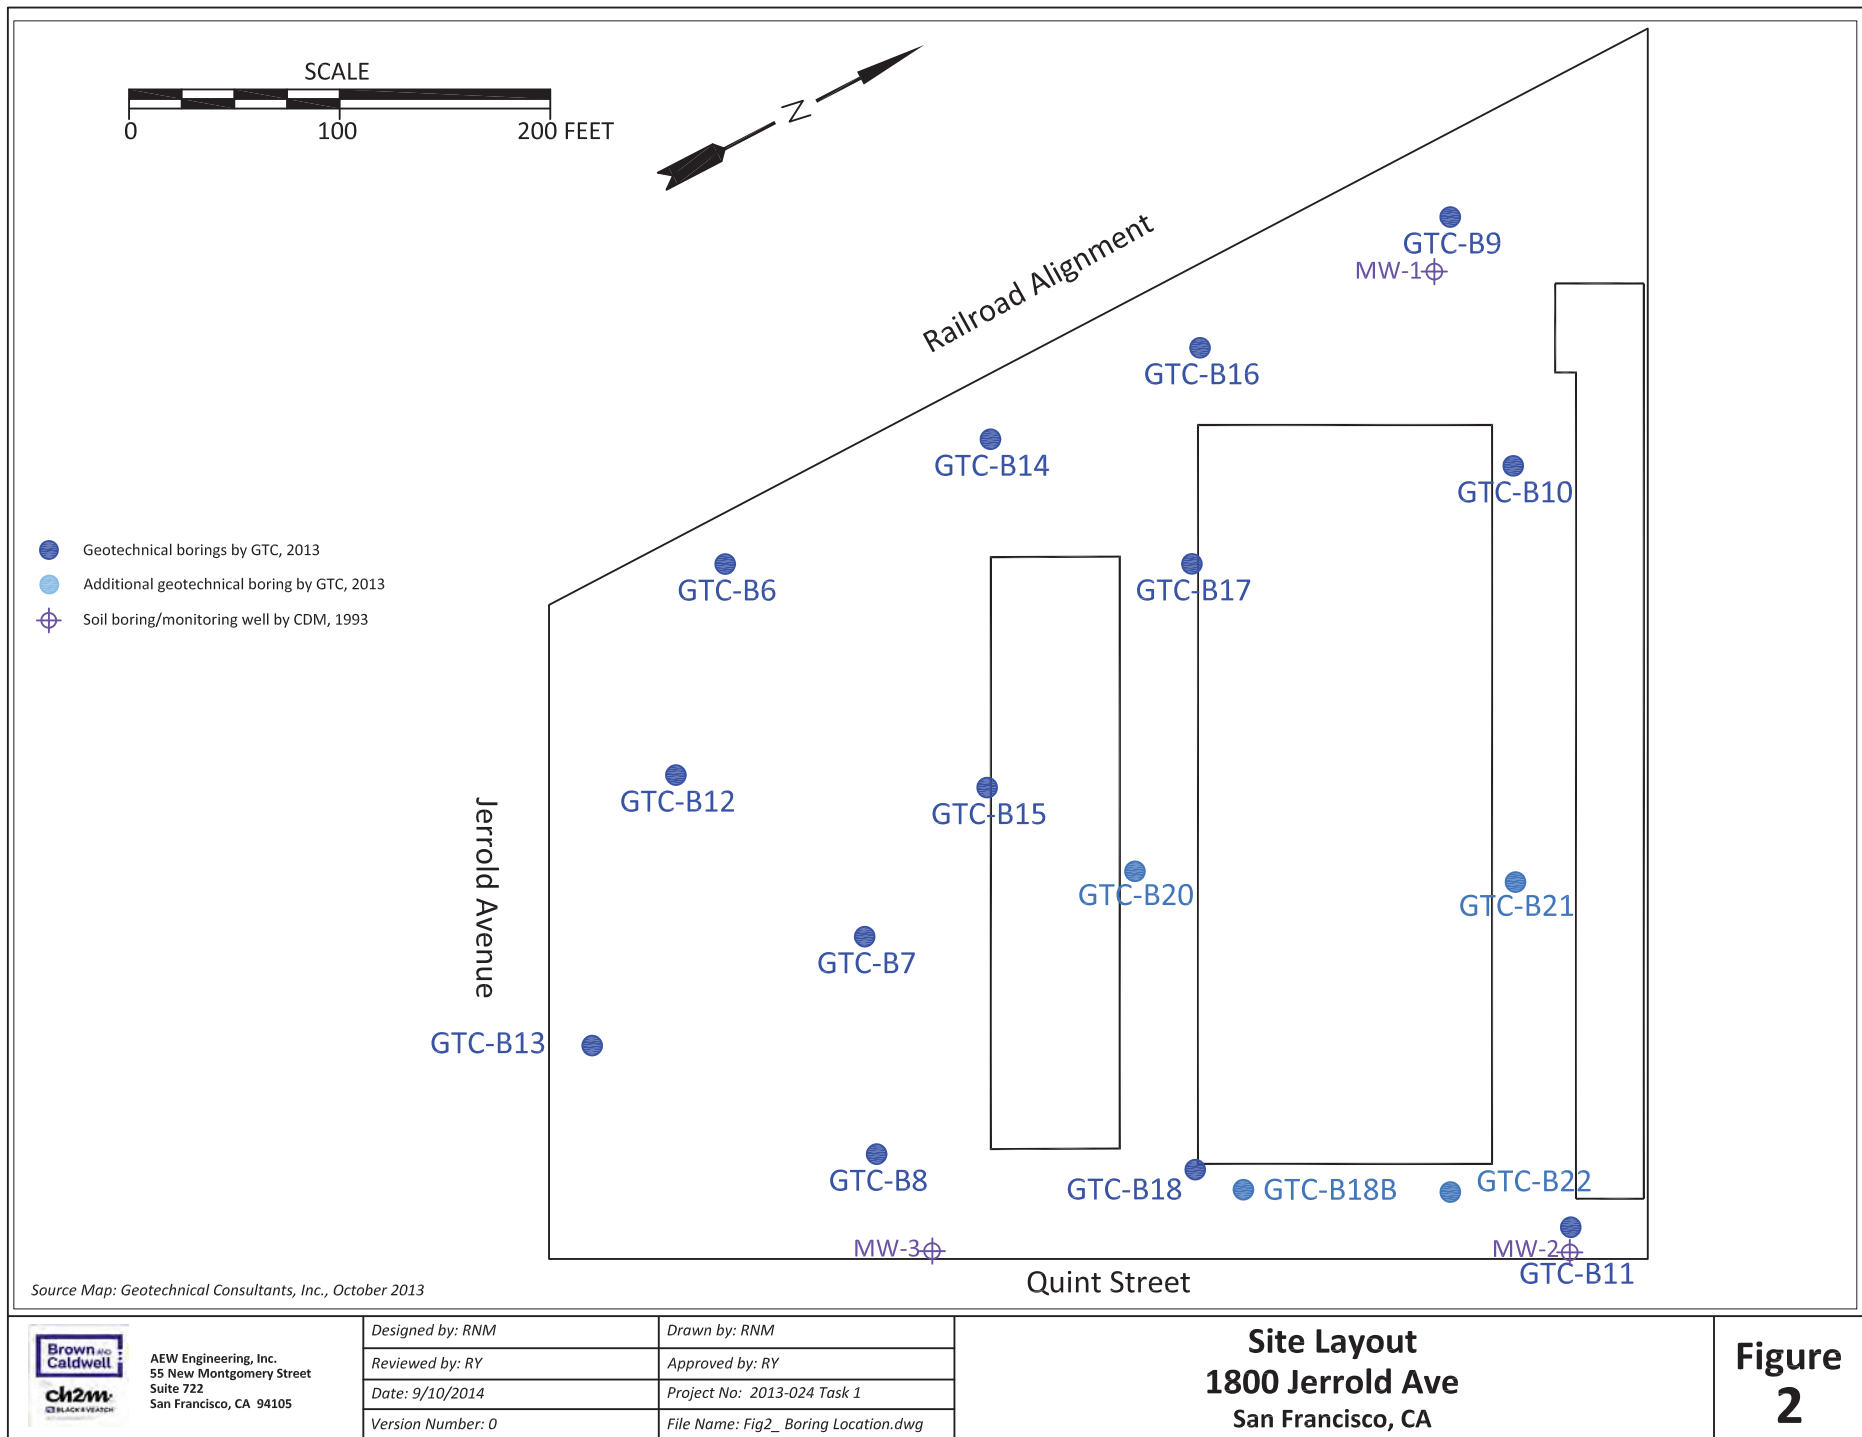 SCALE
0 100 200 FEET
N
Railroad Alignment
GTC-B9
MW-1
GTC-B16
GTC-B14
GTC-B10
Geotechnical borings by GTC, 2013
Additional geotechnical boring by GTC, 2013
Soil boring/monitoring well by CDM, 1993
GTC-B6
GTC-B17
GTC-B12
GTC-B15
Jerrold Avenue
GTC-B20
GTC-B21
GTC-B7
GTC-B13
GTC-B8
GTC-B18
GTC-B18B
GTC-B22
MW-3
MW-2
GTC-B11
Quint Street
Source Map: Geotechnical Consultants, Inc., October 2013
Brown AND
Caldwell
ch2m
BLACK & VEATCH
AEW Engineering, Inc.
55 New Montgomery Street
Suite 722
San Francisco, CA 94105
Designed by: RNM
Drawn by: RNM
Reviewed by: RY
Approved by: RY
Date: 9/10/2014
Project No: 2013-024 Task 1
Version Number: 0
File Name: Fig2_ Boring Location.dwg
Site Layout
1800 Jerrold Ave
San Francisco, CA
Figure
2